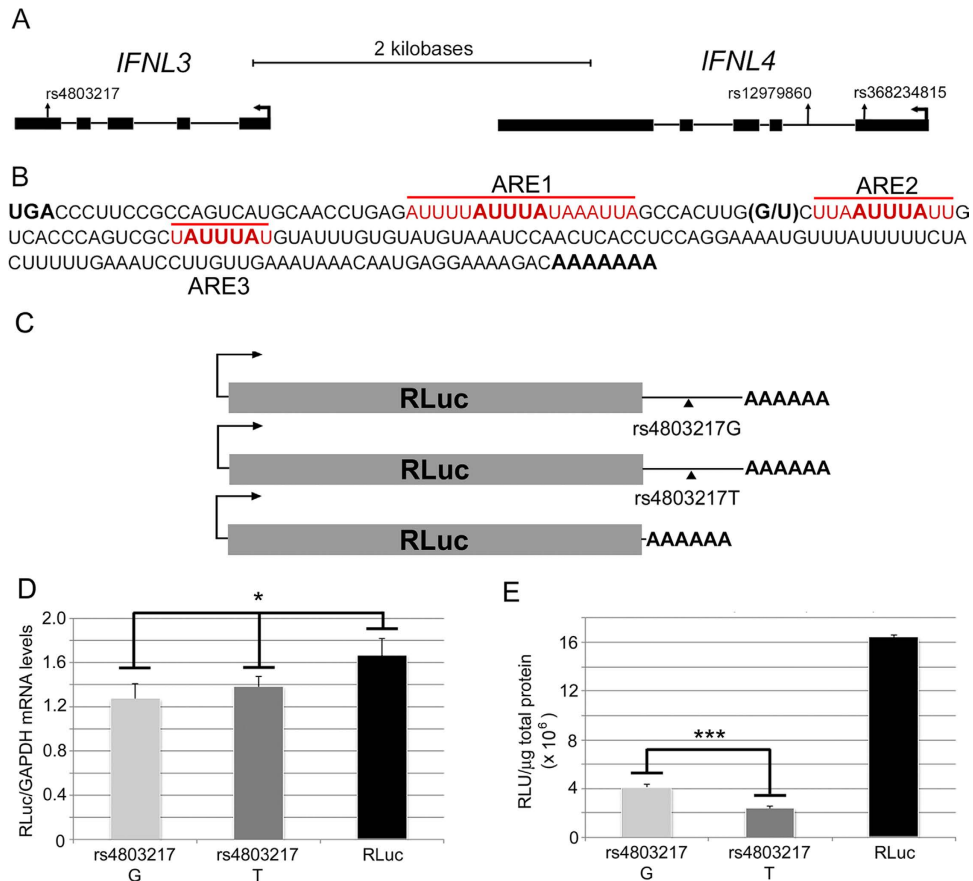 A
2 kilobases
IFNL3
IFNL4
rs4803217
rs12979860
rs368234815
B
ARE1
ARE2
UGACCCUUCCGCCAGUCAUGCAACCUGAGAUUUUAUUUAUAAAUUAGCCACUUG(G/U)CUUAAUUUAUUG
UCACCCAGUCGCUAUUUAUGUAUUUGUGUAUGUAAAUCCAACUCACCUCCAGGAAAAUGUUUAUUUUUCUA
CUUUUUGAAAUCCUUGUUGAAAUAAACAAUGAGGAAAAGACAAAAAAA
ARE3
C
RLuc
AAAAAA
rs4803217G
RLuc
AAAAAA
rs4803217T
RLuc
AAAAAA
D
RLuc/GAPDH mRNA levels
2.0
1.6
1.2
0.8
0.4
0
*
rs4803217
G
rs4803217
T
RLuc
E
RLU/µg total protein
(x 10⁶)
16
12
8
4
0
***
rs4803217
G
rs4803217
T
RLuc